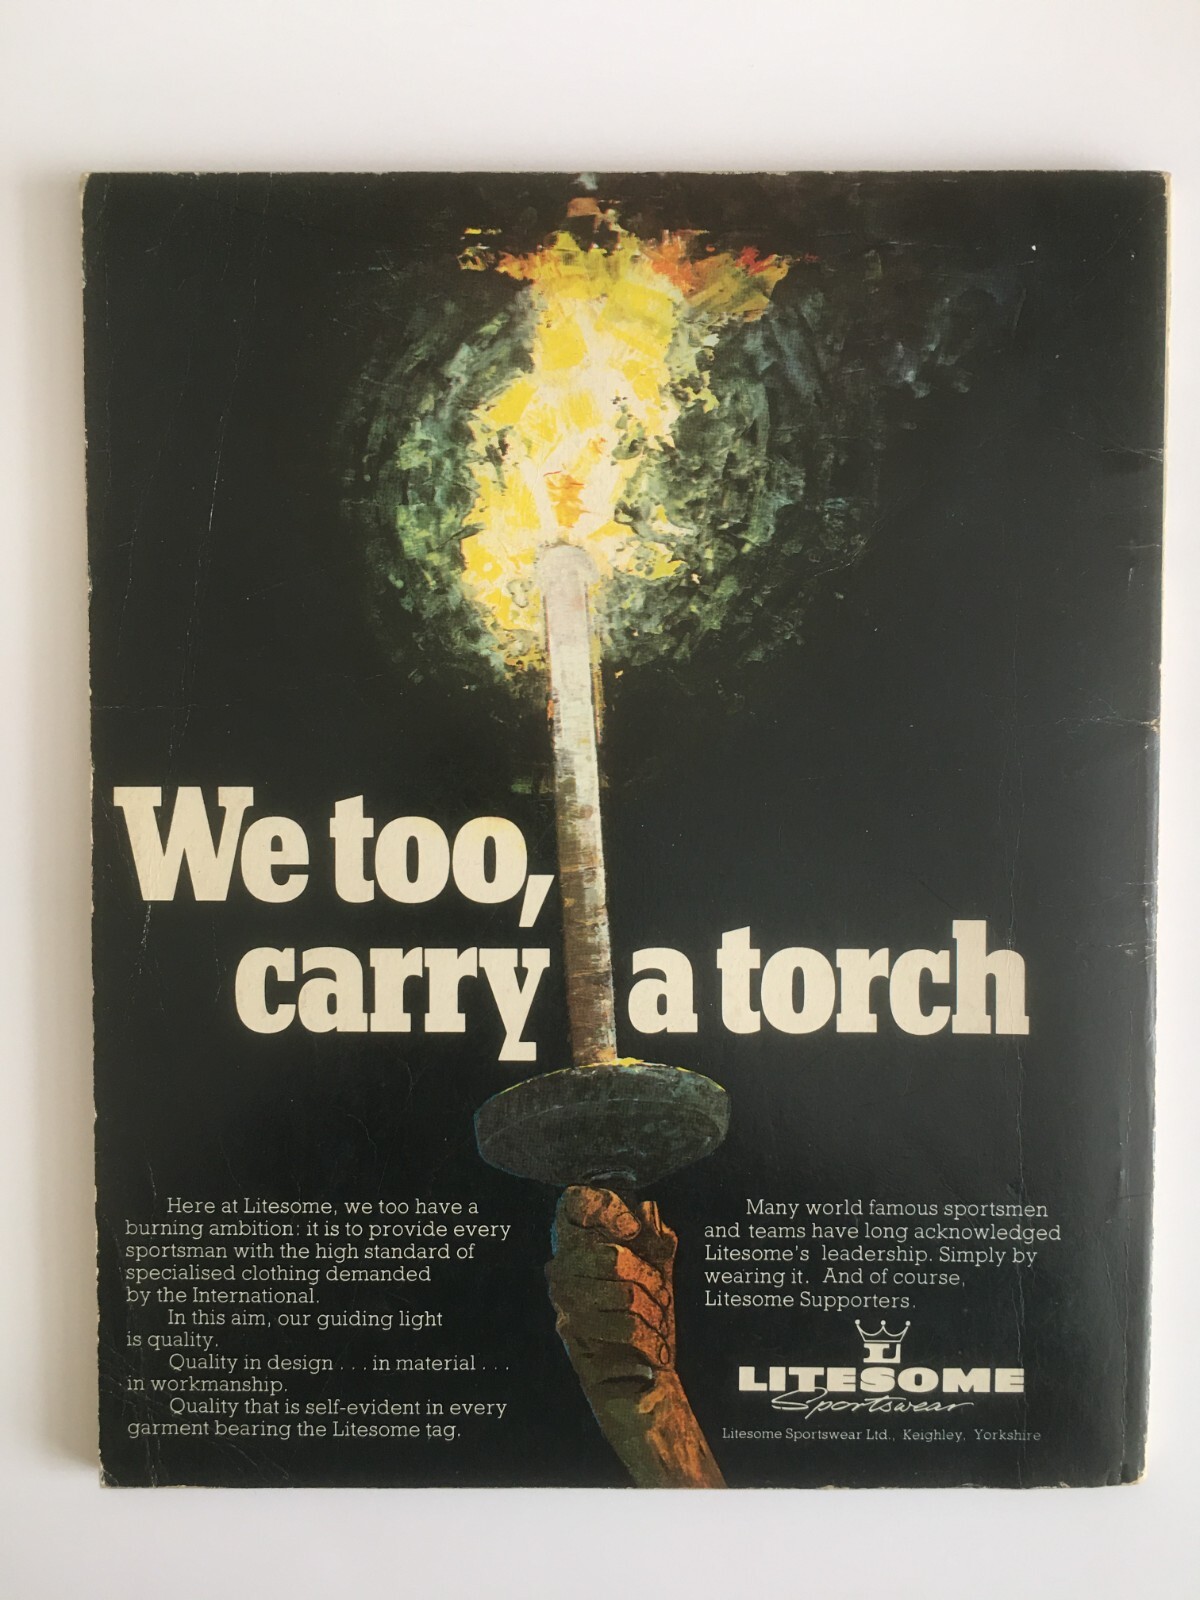 We too,
carry a torch
Here at Litesome, we too have a
burning ambition: it is to provide every
sportsman with the high standard of
specialised clothing demanded
by the International.
In this aim, our guiding light
is quality.
Quality in design . . . in material . . .
in workmanship.
Quality that is self-evident in every
garment bearing the Litesome tag.
Many world famous sportsmen
and teams have long acknowledged
Litesome's leadership. Simply by
wearing it. And of course,
Litesome Supporters.
L
LITESOME
Sportswear
Litesome Sportswear Ltd., Keighley, Yorkshire